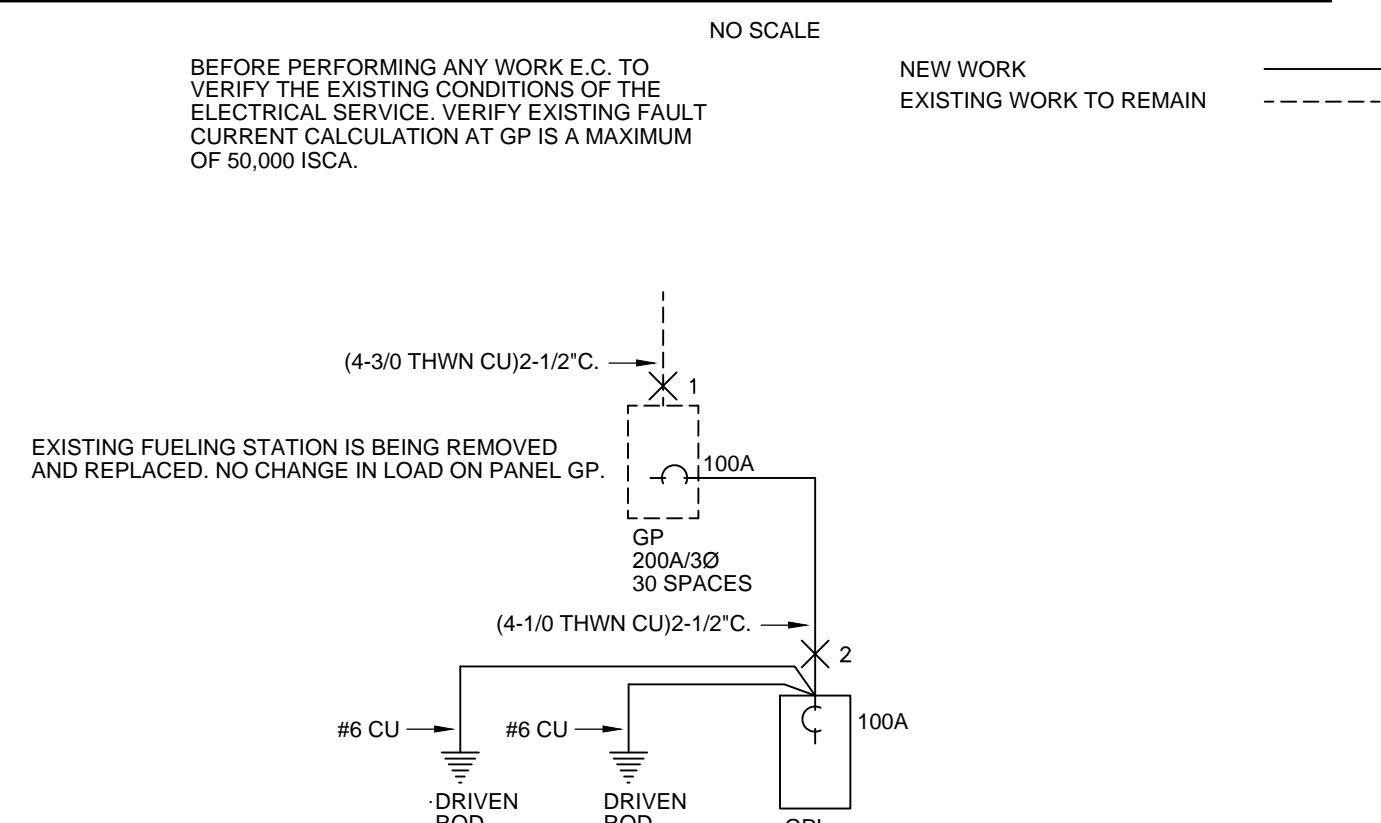 NO SCALE
BEFORE PERFORMING ANY WORK E.C. TO
VERIFY THE EXISTING CONDITIONS OF THE
ELECTRICAL SERVICE. VERIFY EXISTING FAULT
CURRENT CALCULATION AT GP IS A MAXIMUM
OF 50,000 ISCA.
NEW WORK
EXISTING WORK TO REMAIN
(4-3/0 THWN CU)2-1/2"C.
1
EXISTING FUELING STATION IS BEING REMOVED
AND REPLACED. NO CHANGE IN LOAD ON PANEL GP.
100A
GP
200A/3Ø
30 SPACES
(4-1/0 THWN CU)2-1/2"C.
2
#6 CU
#6 CU
100A
DRIVEN
ROD
DRIVEN
ROD